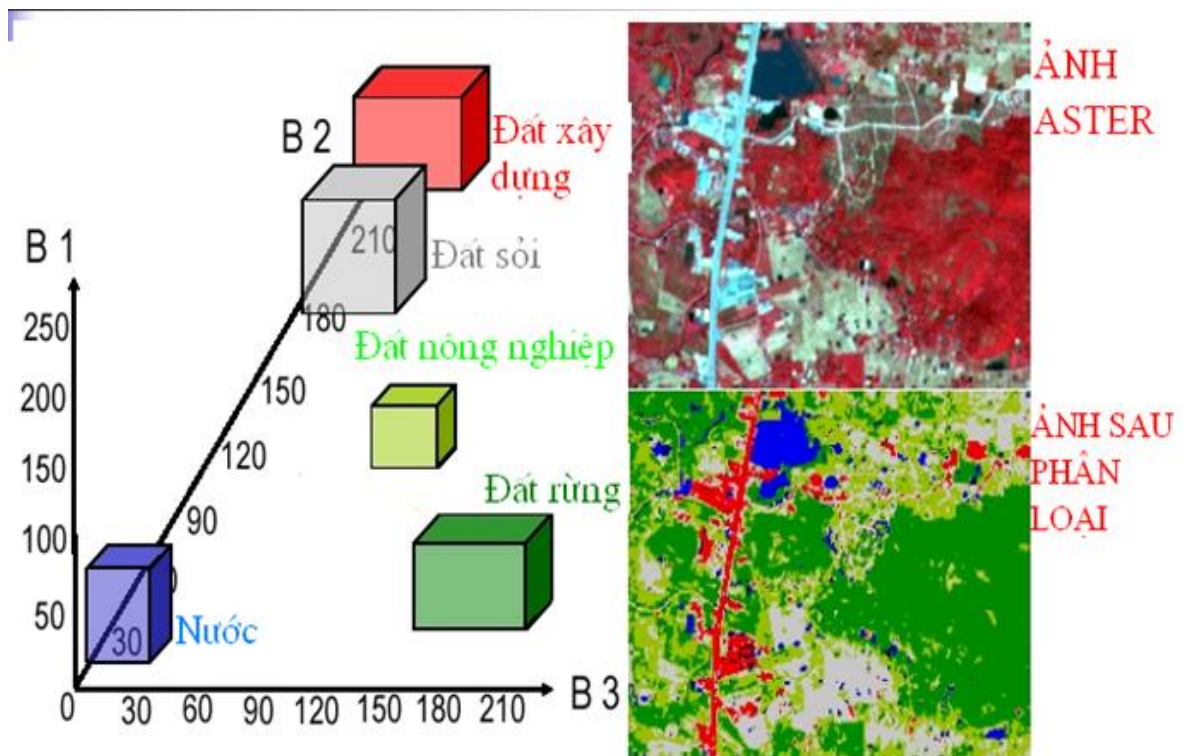 B 1
250
200
150
100
50
0
30
60
90
120
150
180
210
B 3
B 2
30
90
120
150
180
210
Đất xây
dựng
Đất sỏi
Đất nông nghiệp
Đất rừng
Nước
ẢNH
ASTER
ẢNH SAU
PHÂN
LOẠI